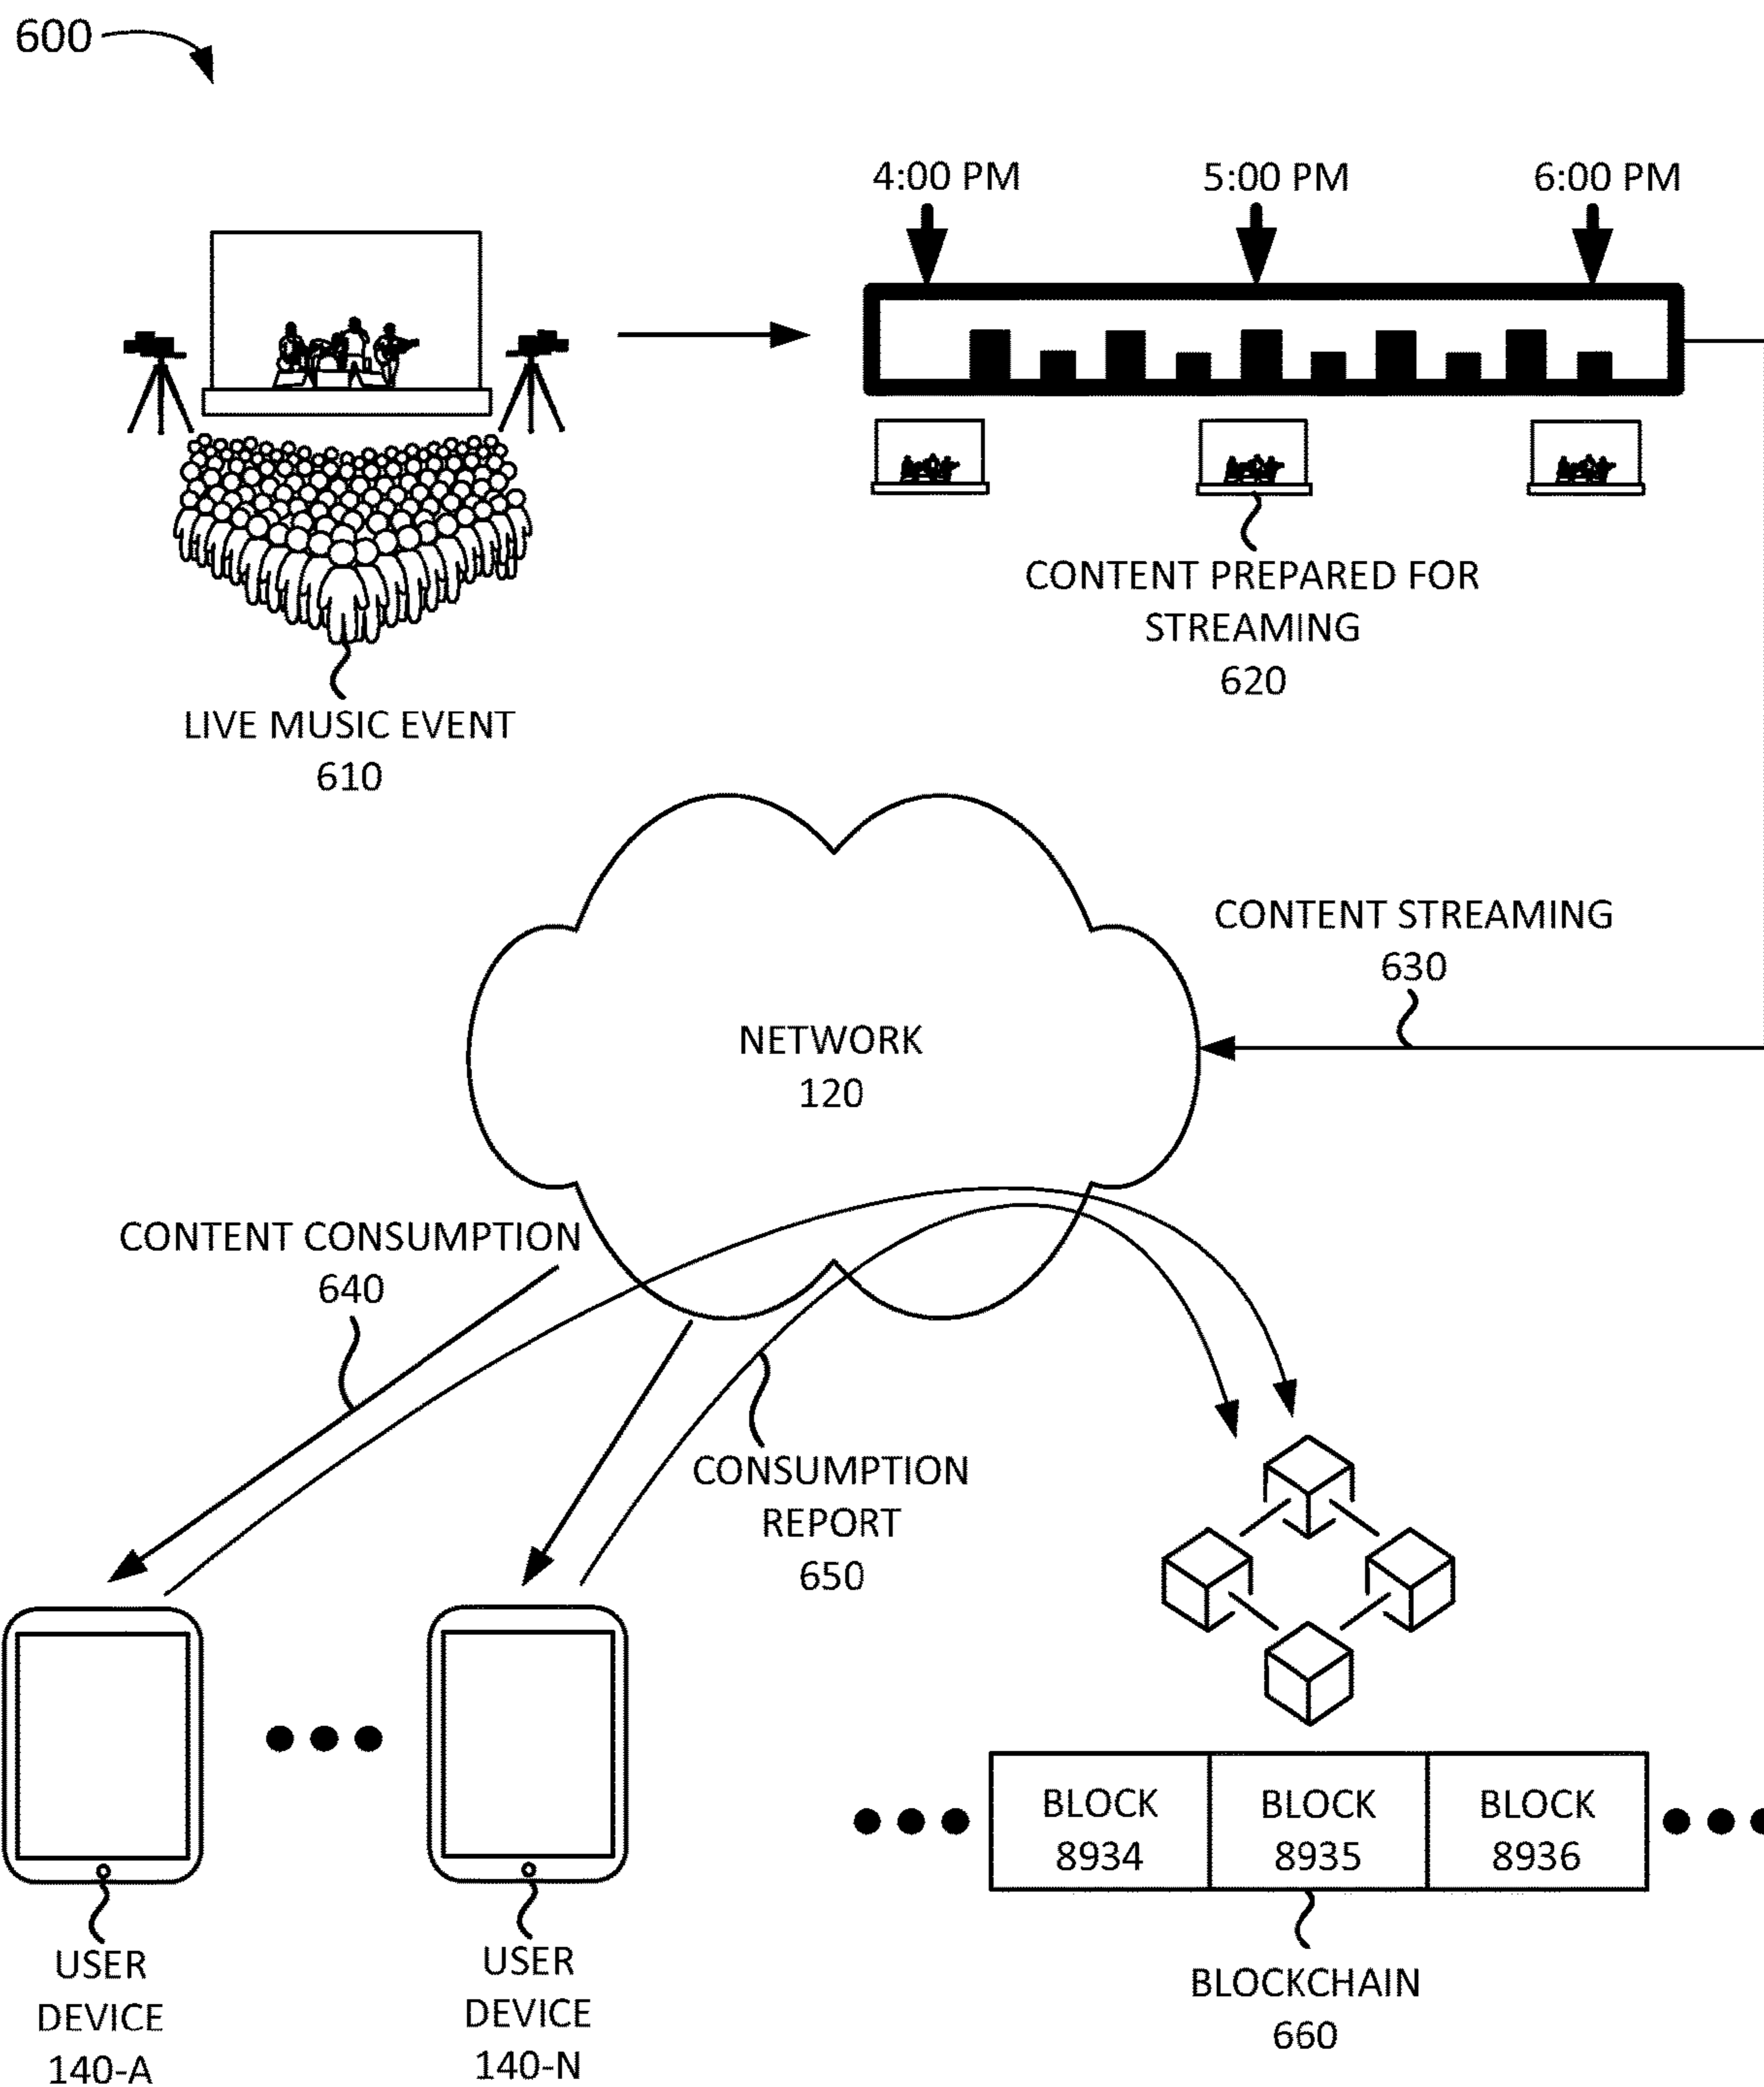 600
4:00 PM
5:00 PM
6:00 PM
CONTENT PREPARED FOR
STREAMING
620
LIVE MUSIC EVENT
610
CONTENT STREAMING
630
NETWORK
120
CONTENT CONSUMPTION
640
CONSUMPTION
REPORT
650
BLOCK
8934
BLOCK
8935
BLOCK
8936
BLOCKCHAIN
660
USER
DEVICE
140-A
USER
DEVICE
140-N